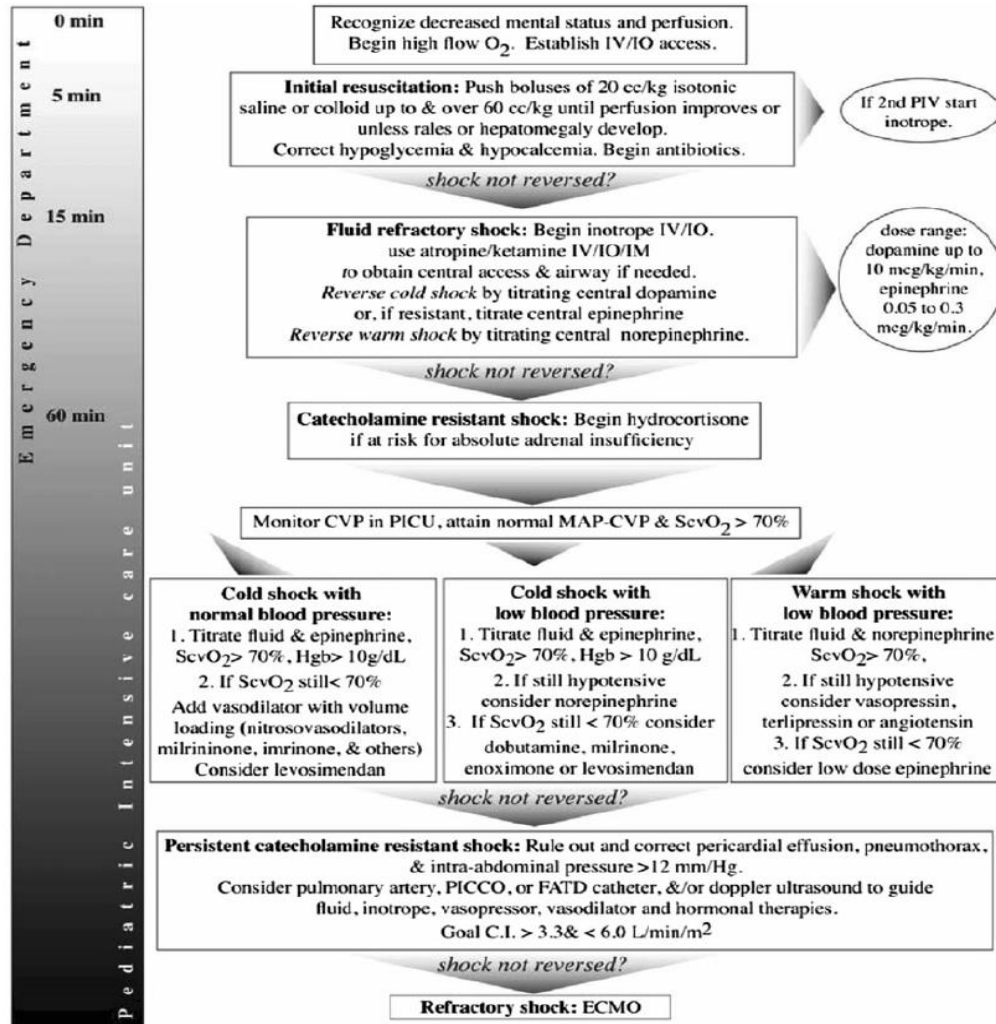 0 min
Recognize decreased mental status and perfusion.
Begin high flow O2. Establish IV/IO access.
5 min
Initial resuscitation: Push boluses of 20 cc/kg isotonic
saline or colloid up to & over 60 cc/kg until perfusion improves or
unless rales or hepatomegaly develop.
Correct hypoglycemia & hypocalcemia. Begin antibiotics.
If 2nd PIV start
inotrope.
shock not reversed?
15 min
Fluid refractory shock: Begin inotrope IV/IO.
use atropine/ketamine IV/IO/IM
to obtain central access & airway if needed.
Reverse cold shock by titrating central dopamine
or, if resistant, titrate central epinephrine
Reverse warm shock by titrating central norepinephrine.
dose range:
dopamine up to
10 mcg/kg/min,
epinephrine
0.05 to 0.3
mcg/kg/min.
shock not reversed?
60 min
Catecholamine resistant shock: Begin hydrocortisone
if at risk for absolute adrenal insufficiency
Monitor CVP in PICU, attain normal MAP-CVP & ScvO2 > 70%
Cold shock with
normal blood pressure:
1. Titrate fluid & epinephrine,
ScvO2> 70%, Hgb> 10g/dL
2. If ScvO2 still< 70%
Add vasodilator with volume
loading (nitrosovasodilators,
milrininone, imrinone, & others)
Consider levosimendan
Cold shock with
low blood pressure:
1. Titrate fluid & epinephrine,
ScvO2> 70%, Hgb > 10 g/dL
2. If still hypotensive
consider norepinephrine
3. If ScvO2 still < 70% consider
dobutamine, milrinone,
enoximone or levosimendan
Warm shock with
low blood pressure:
1. Titrate fluid & norepinephrine
ScvO2> 70%,
2. If still hypotensive
consider vasopressin,
terlipressin or angiotensin
3. If ScvO2 still < 70%
consider low dose epinephrine
shock not reversed?
Persistent catecholamine resistant shock: Rule out and correct pericardial effusion, pneumothorax,
& intra-abdominal pressure >12 mm/Hg.
Consider pulmonary artery, PICCO, or FATD catheter, &/or doppler ultrasound to guide
fluid, inotrope, vasopressor, vasodilator and hormonal therapies.
Goal C.I. > 3.3& < 6.0 L/min/m2
shock not reversed?
Refractory shock: ECMO
Emergency Department
Pediatric Intensive care unit